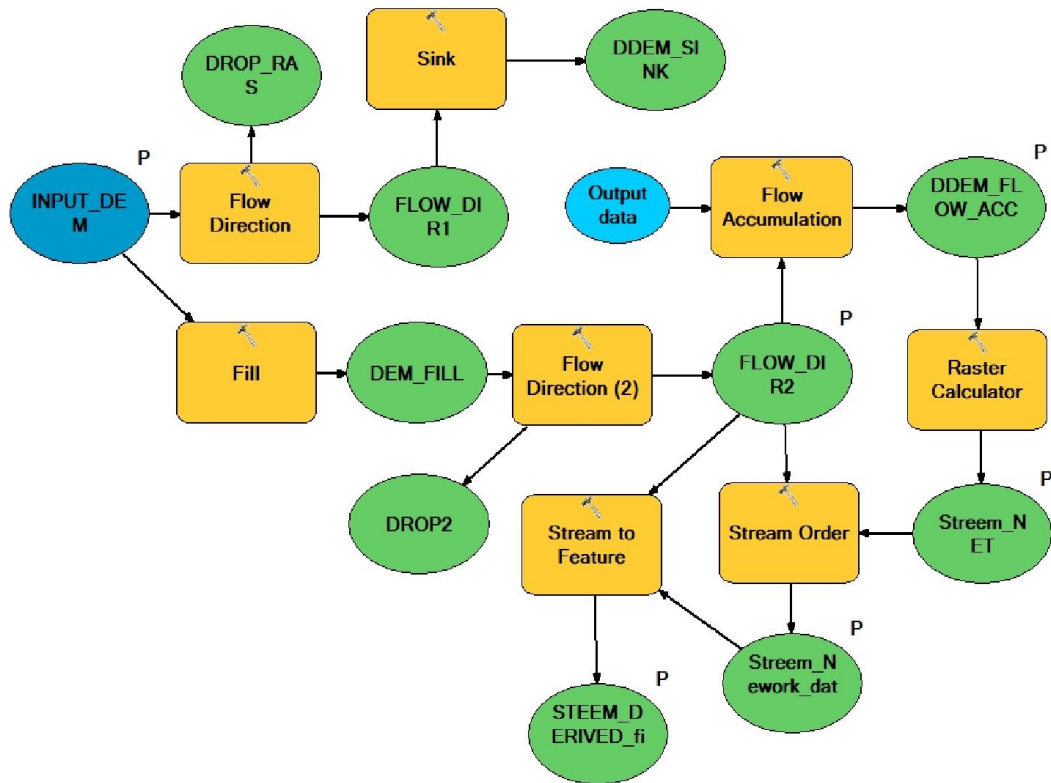 Sink
DDEM_SI
NK
DROP_RA
S
P
INPUT_DE
M
Flow
Direction
FLOW_DI
R1
Output
data
Flow
Accumulation
P
DDEM_FL
OW_ACC
Fill
DEM_FILL
Flow
Direction (2)
P
FLOW_DI
R2
Raster
Calculator
DROP2
Stream to
Feature
Stream Order
P
Streem_N
ET
P
Streem_N
ework_dat
P
STEEM_D
ERIVED_fi